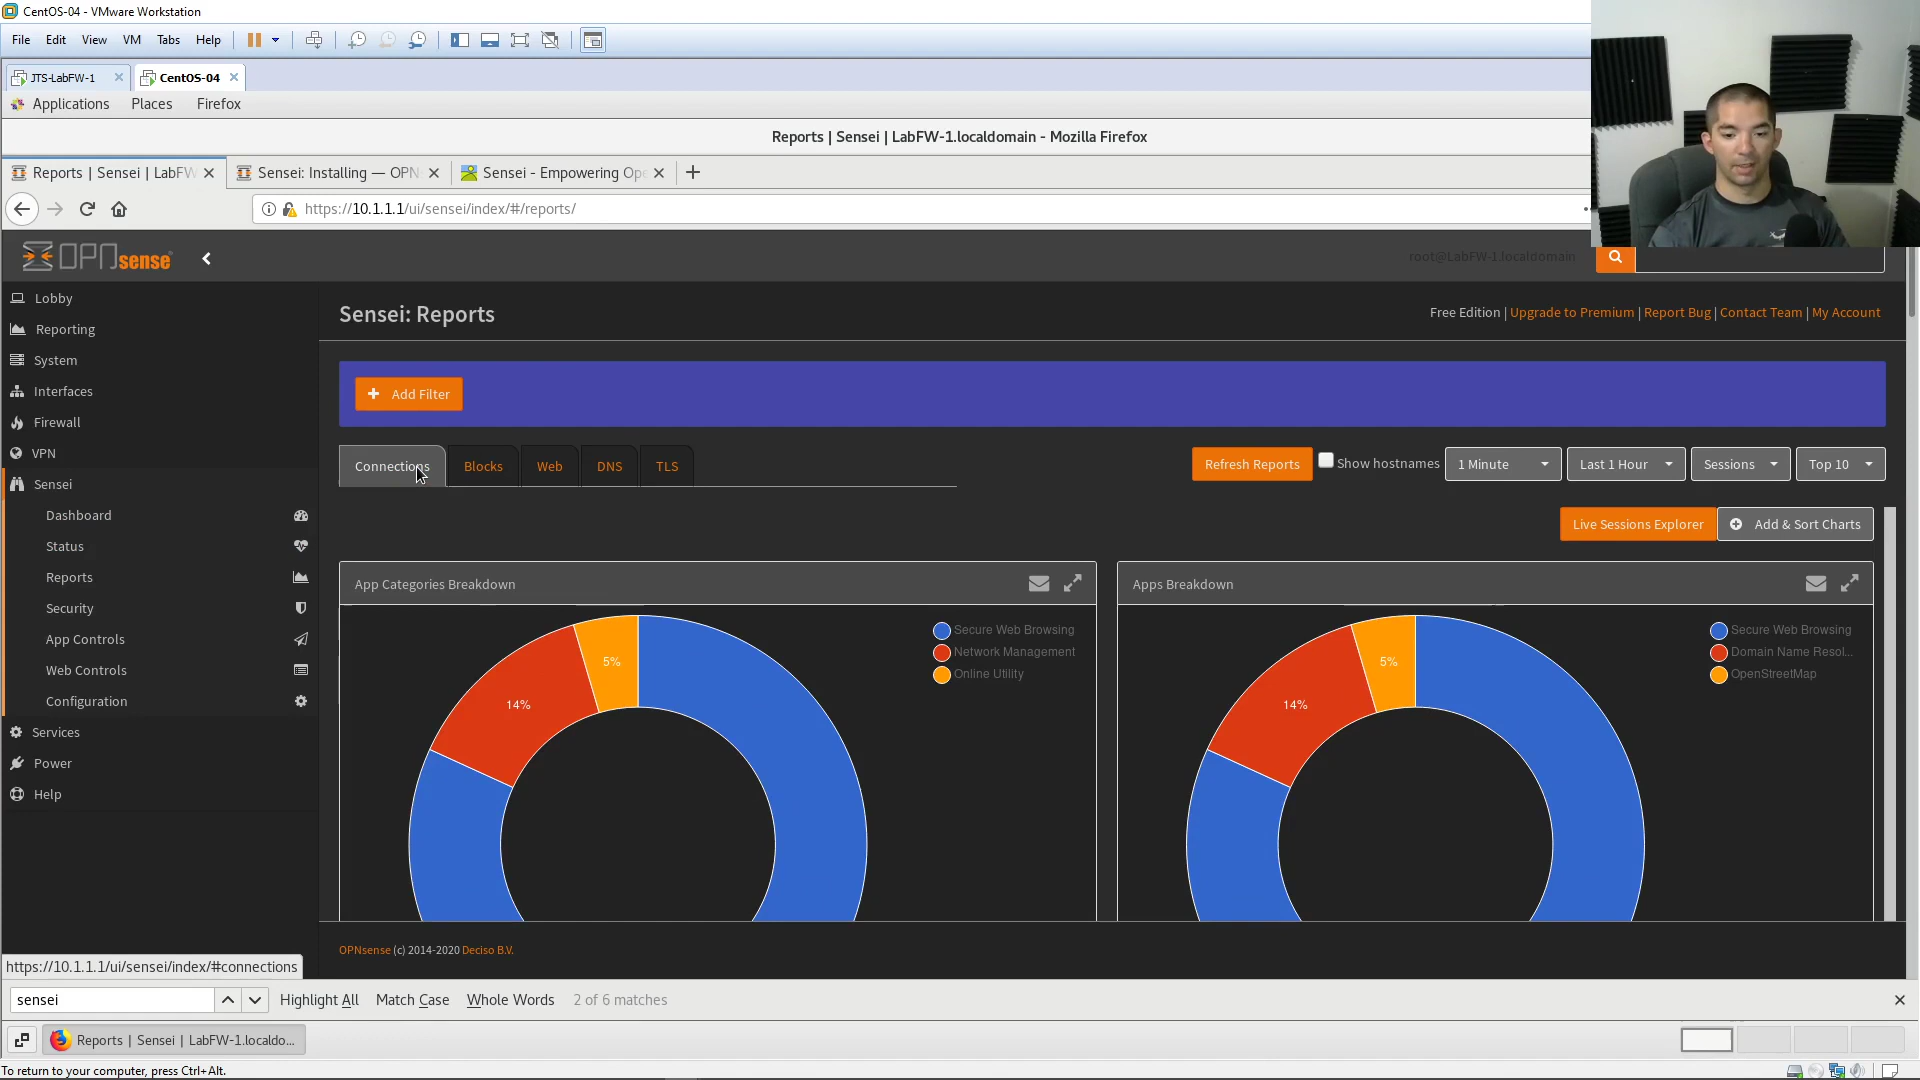 CentOS-04 - VMware Workstation
File Edit View VM Tabs Help
JTS-LabFW-1 CentOS-04
Applications Places Firefox
Reports | Sensei | LabFW-1.localdomain - Mozilla Firefox
Reports | Sensei | LabFW Sensei: Installing — OPN Sensei - Empowering Ope
https://10.1.1.1/ui/sensei/index/#/reports/
OPNsense root@LabFW-1.localdomain
Lobby
Reporting
System
Interfaces
Firewall
VPN
Sensei
Dashboard
Status
Reports
Security
App Controls
Web Controls
Configuration
Services
Power
Help
Sensei: Reports
Free Edition | Upgrade to Premium | Report Bug | Contact Team | My Account
Add Filter
Connections Blocks Web DNS TLS
Refresh Reports Show hostnames 1 Minute Last 1 Hour Sessions Top 10
Live Sessions Explorer Add & Sort Charts
App Categories Breakdown
Secure Web Browsing
Network Management
Online Utility
5%
14%
Apps Breakdown
Secure Web Browsing
Domain Name Resol...
OpenStreetMap
5%
14%
OPNsense (c) 2014-2020 Deciso B.V.
https://10.1.1.1/ui/sensei/index/#connections
sensei Highlight All Match Case Whole Words 2 of 6 matches
Reports | Sensei | LabFW-1.localdo...
To return to your computer, press Ctrl+Alt.